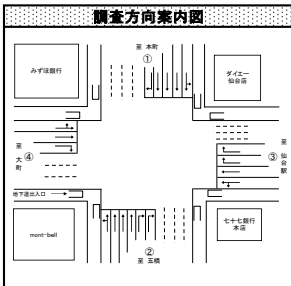 調査方向案内図
至 本町
①
みずほ銀行
ダイエー
仙台店
至
④
大
町
③
至
仙
台
駅
地下道出入口
七十七銀行
本店
mont-bell
②
至 五橋